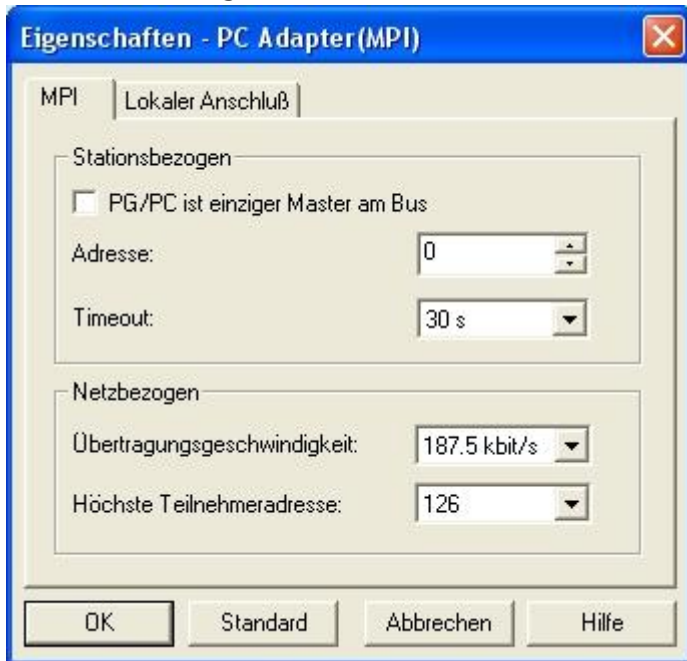 Eigenschaften - PC Adapter(MPI)
MPI
Lokaler Anschluß
Stationsbezogen
PG/PC ist einziger Master am Bus
Adresse:
0
Timeout:
30 s
Netzbezogen
Übertragungsgeschwindigkeit:
187.5 kbit/s
Höchste Teilnehmeradresse:
126
OK
Standard
Abbrechen
Hilfe